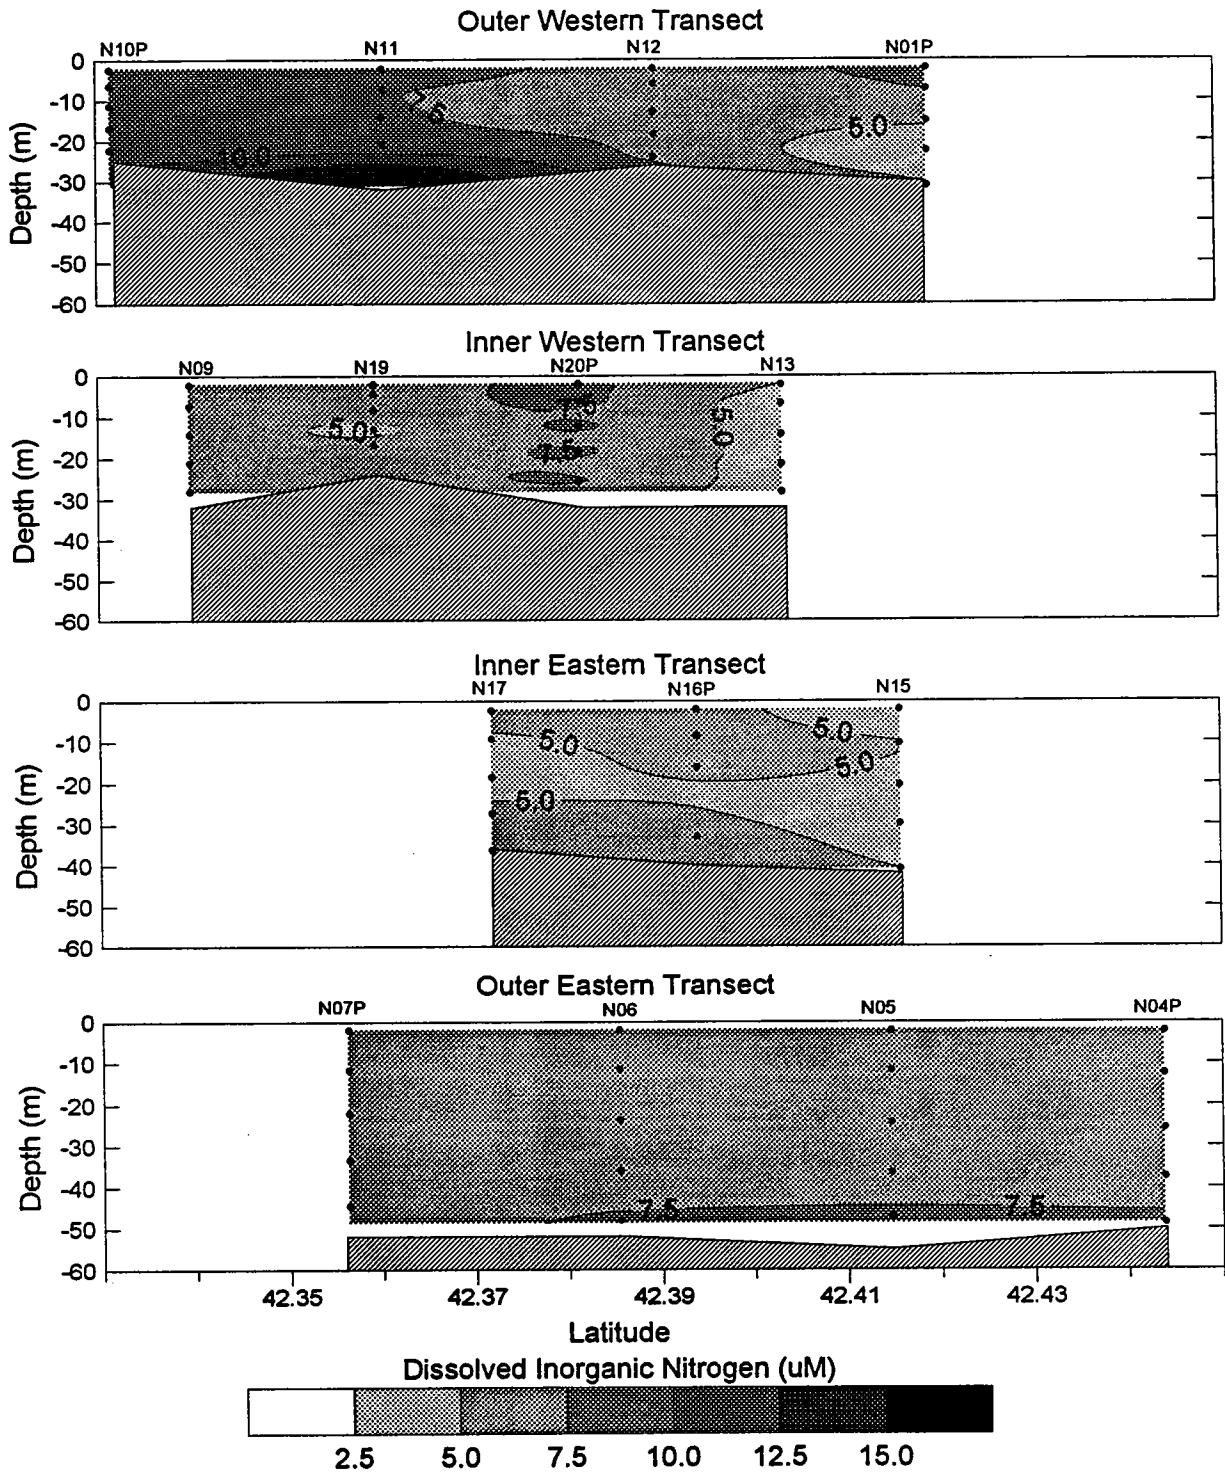 Outer Western Transect
N10P N11 N12 N01P
0
-10
-20
-30
-40
-50
-60
Depth (m)
7.5
5.0
10.0
Inner Western Transect
N09 N19 N20P N13
0
-10
-20
-30
-40
-50
-60
Depth (m)
7.5
5.0
5.0
7.5
Inner Eastern Transect
N17 N16P N15
0
-10
-20
-30
-40
-50
-60
Depth (m)
5.0
5.0
5.0
5.0
Outer Eastern Transect
N07P N06 N05 N04P
0
-10
-20
-30
-40
-50
-60
Depth (m)
7.5 7.5
42.35 42.37 42.39 42.41 42.43
Latitude
Dissolved Inorganic Nitrogen (uM)
2.5 5.0 7.5 10.0 12.5 15.0